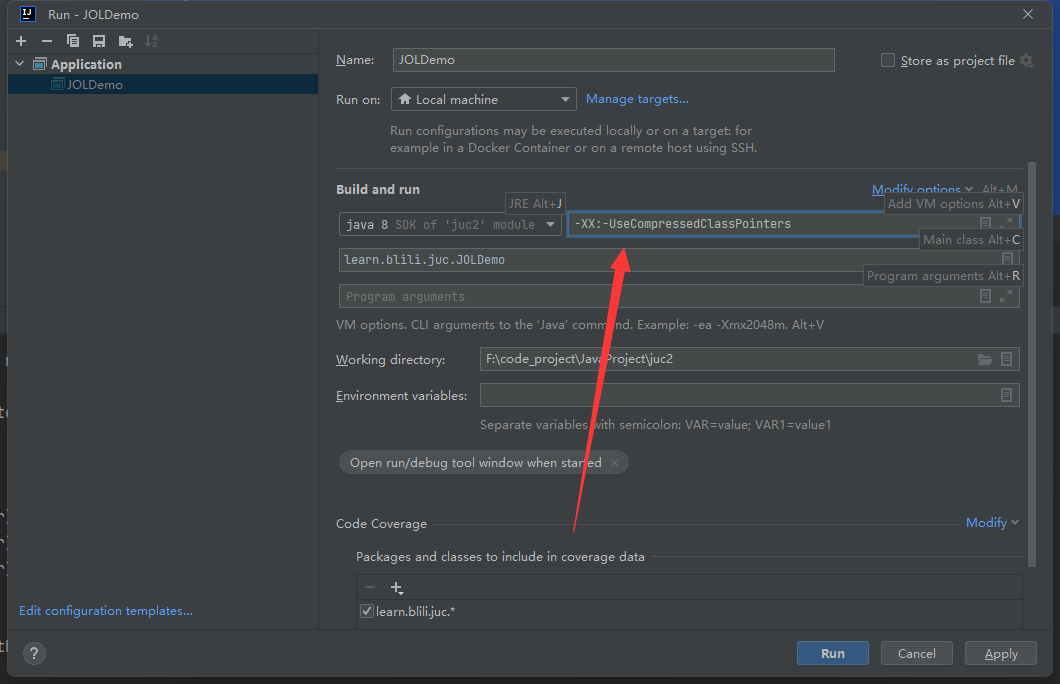 Run - JOLDemo
Application
JOLDemo
Name:
JOLDemo
Store as project file
Run on:
Local machine
Manage targets...
Run configurations may be executed locally or on a target: for
example in a Docker Container or on a remote host using SSH.
Build and run
Modify options
Alt+M
JRE Alt+J
Add VM options Alt+V
java 8 SDK of 'juc2' module
-XX:-UseCompressedClassPointers
Main class Alt+C
learn.blili.juc.JOLDemo
Program arguments Alt+R
Program arguments
VM options. CLI arguments to the ‘Java’ command. Example: -ea -Xmx2048m. Alt+V
Working directory:
F:\code_project\JavaProject\juc2
Environment variables:
Separate variables with semicolon: VAR=value; VAR1=value1
Open run/debug tool window when started
Code Coverage
Modify
Packages and classes to include in coverage data
learn.blili.juc.*
Edit configuration templates...
?
Run
Cancel
Apply